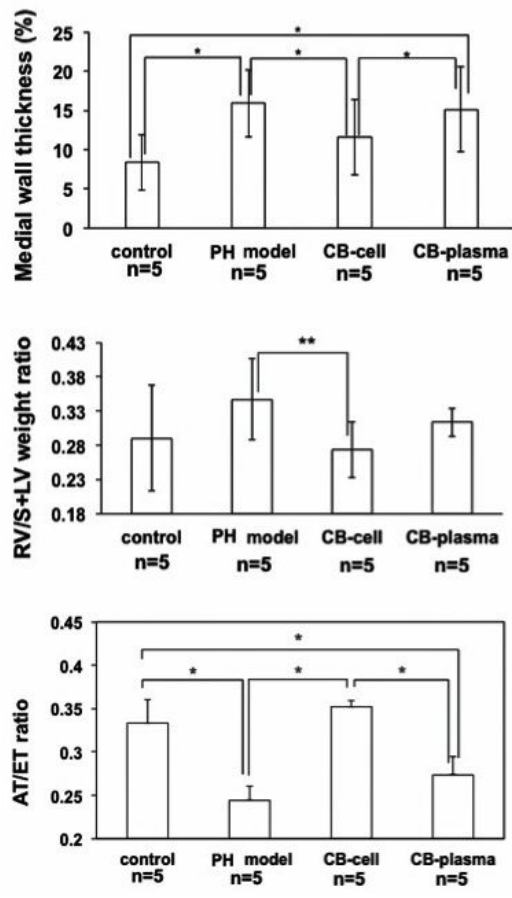 *
* * *
Medial wall thickness (%)
25
20
15
10
5
0
control PH model CB-cell CB-plasma
n=5 n=5 n=5 n=5
**
RV/S+LV weight ratio
0.43
0.38
0.33
0.28
0.23
0.18
control PH model CB-cell CB-plasma
n=5 n=5 n=5 n=5
*
* * *
AT/ET ratio
0.45
0.4
0.35
0.3
0.25
0.2
control PH model CB-cell CB-plasma
n=5 n=5 n=5 n=5